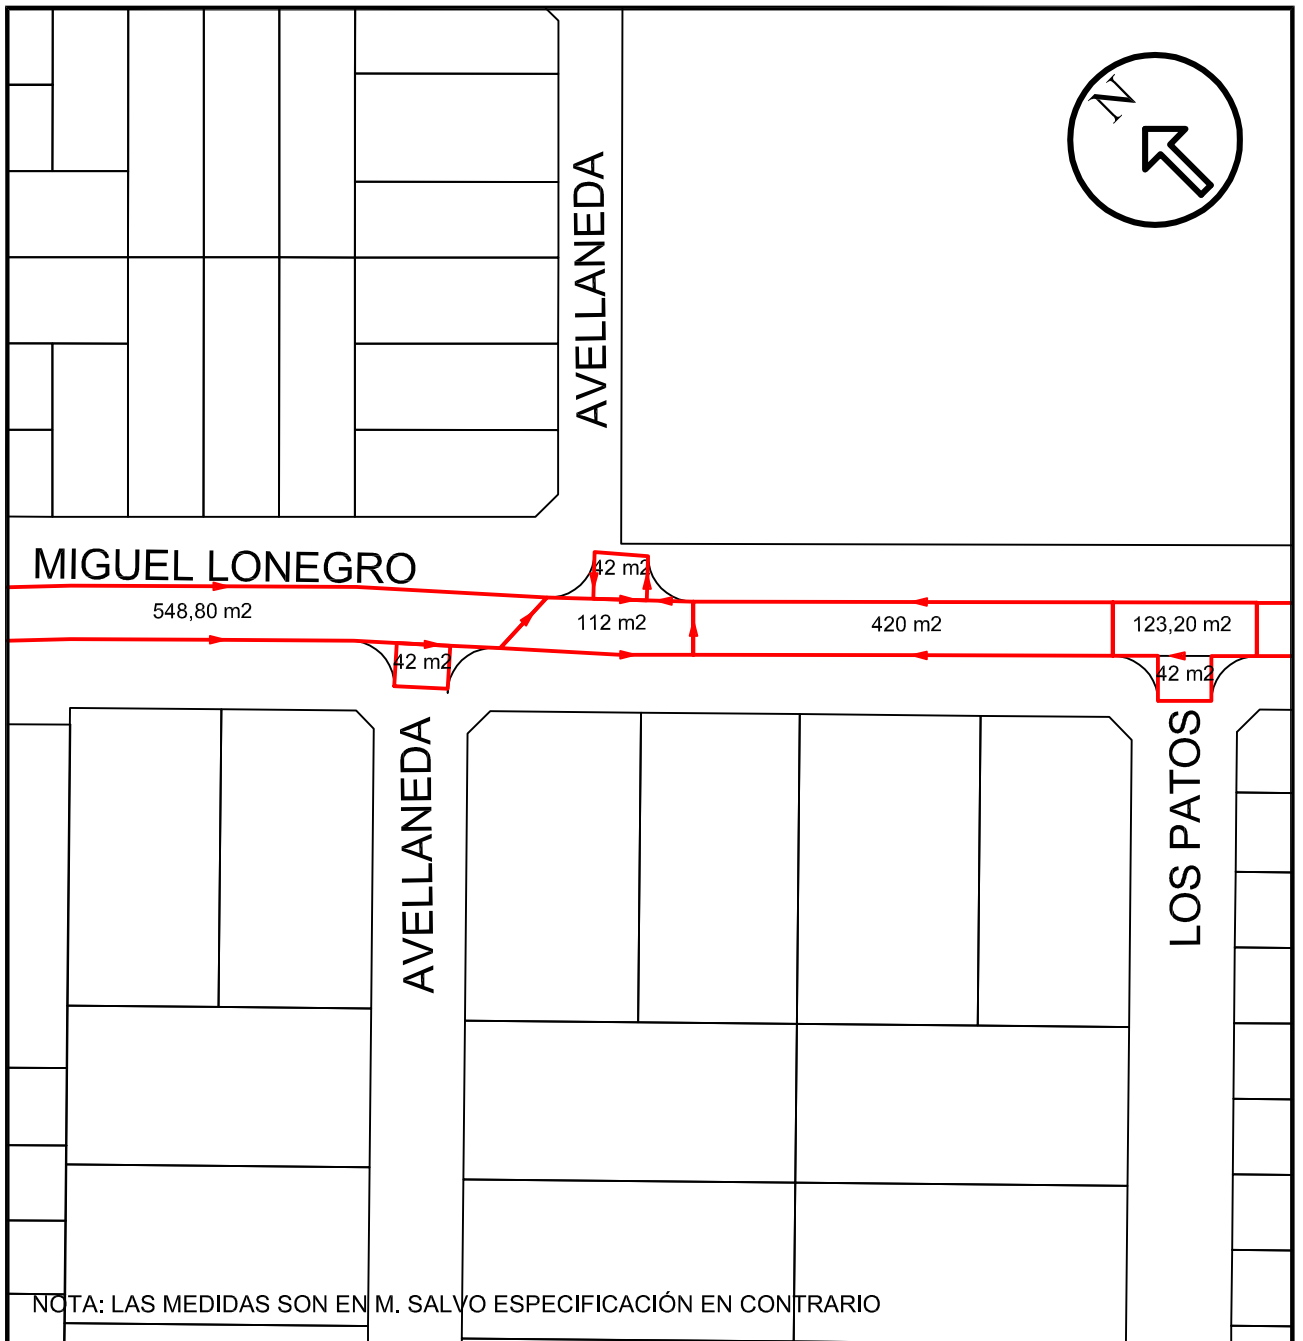 N
AVELLANEDA
MIGUEL LONEGRO
42 m2
548,80 m2
112 m2
420 m2
123,20 m2
42 m2
42 m2
AVELLANEDA
LOS PATOS
NOTA: LAS MEDIDAS SON EN M. SALVO ESPECIFICACIÓN EN CONTRARIO